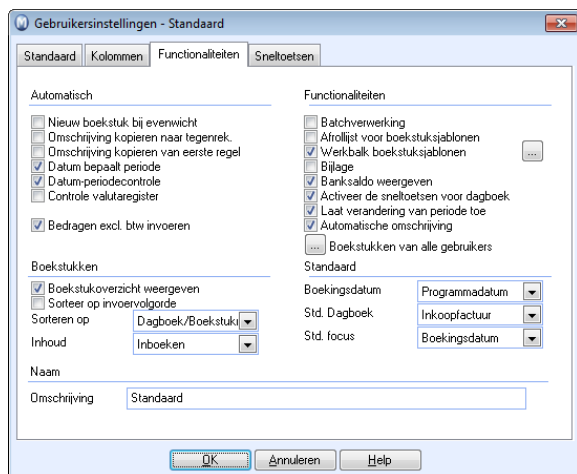 Gebruikersinstellingen - Standaard
Standaard
Kolommen
Functionaliteiten
Sneltoetsen
Automatisch
Nieuw boekstuk bij evenwicht
Omschrijving kopieren naar tegenrek.
Omschrijving kopieren van eerste regel
Datum bepaalt periode
Datum-periodecontrole
Controle valutaregister
Bedragen excl. btw invoeren
Functionaliteiten
Batchverwerking
Afrollijst voor boekstuksjablonen
Werkbalk boekstuksjablonen
...
Bijlage
Banksaldo weergeven
Activeer de sneltoetsen voor dagboek
Laat verandering van periode toe
Automatische omschrijving
... Boekstukken van alle gebruikers
Boekstukken
Boekstukoverzicht weergeven
Sorteer op invoervolgorde
Sorteren op Dagboek/Boekstuk
Inhoud Inboeken
Standaard
Boekingsdatum Programmadatum
Std. Dagboek Inkoopfactuur
Std. focus Boekingsdatum
Naam
Omschrijving Standaard
OK
Annuleren
Help